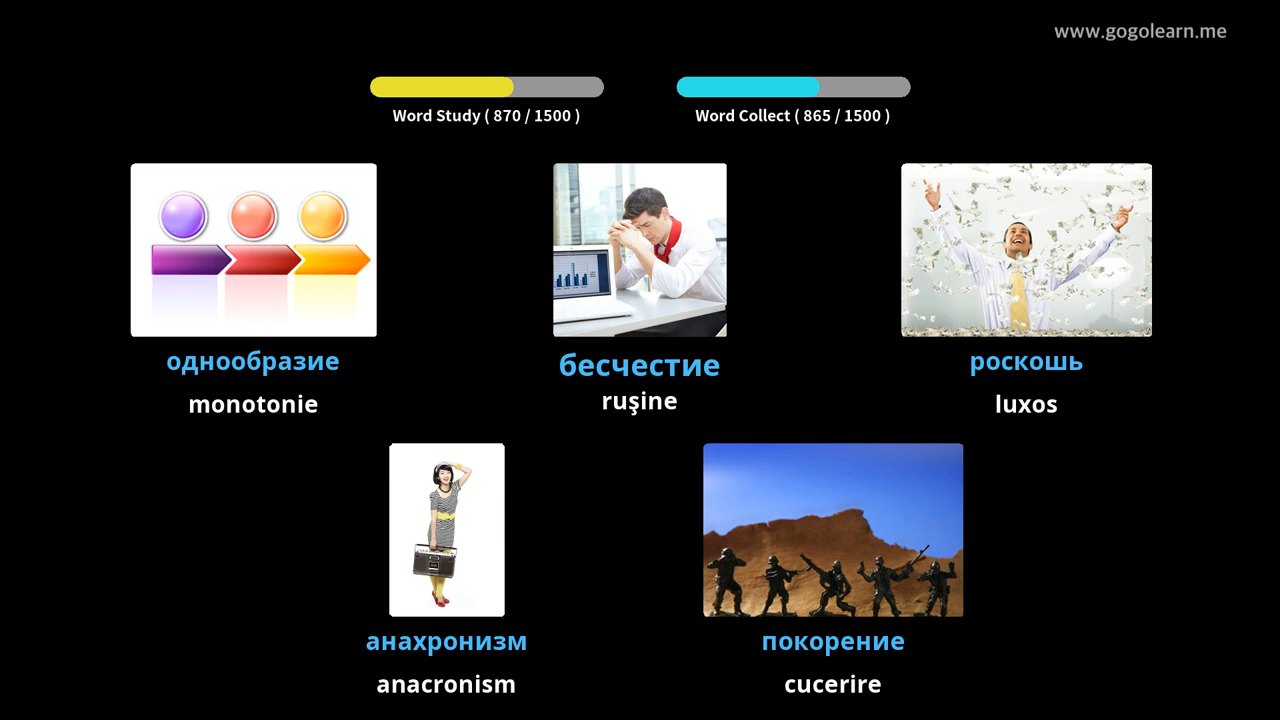 www.gogolearn.me
Word Study ( 870 / 1500 )
Word Collect ( 865 / 1500 )
однообразие
бесчестие
роскошь
monotonie
ruşine
luxos
анахронизм
покорение
anacronism
cucerire